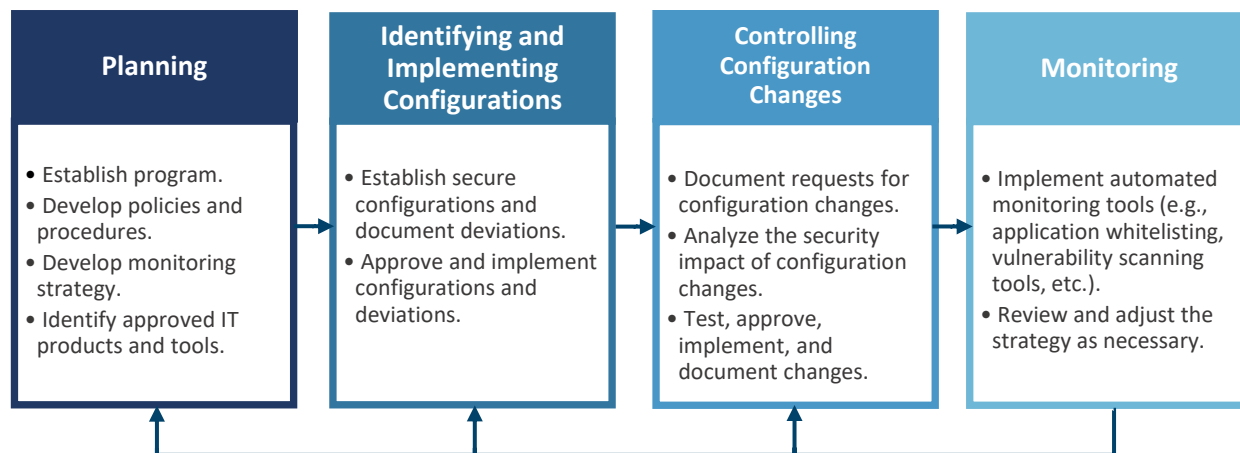 Planning
• Establish program.
• Develop policies and
procedures.
• Develop monitoring
strategy.
• Identify approved IT
products and tools.
Identifying and
Implementing
Configurations
• Establish secure
configurations and
document deviations.
• Approve and implement
configurations and
deviations.
Controlling
Configuration
Changes
• Document requests for
configuration changes.
• Analyze the security
impact of configuration
changes.
• Test, approve,
implement, and
document changes.
Monitoring
• Implement automated
monitoring tools (e.g.,
application whitelisting,
vulnerability scanning
tools, etc.).
• Review and adjust the
strategy as necessary.